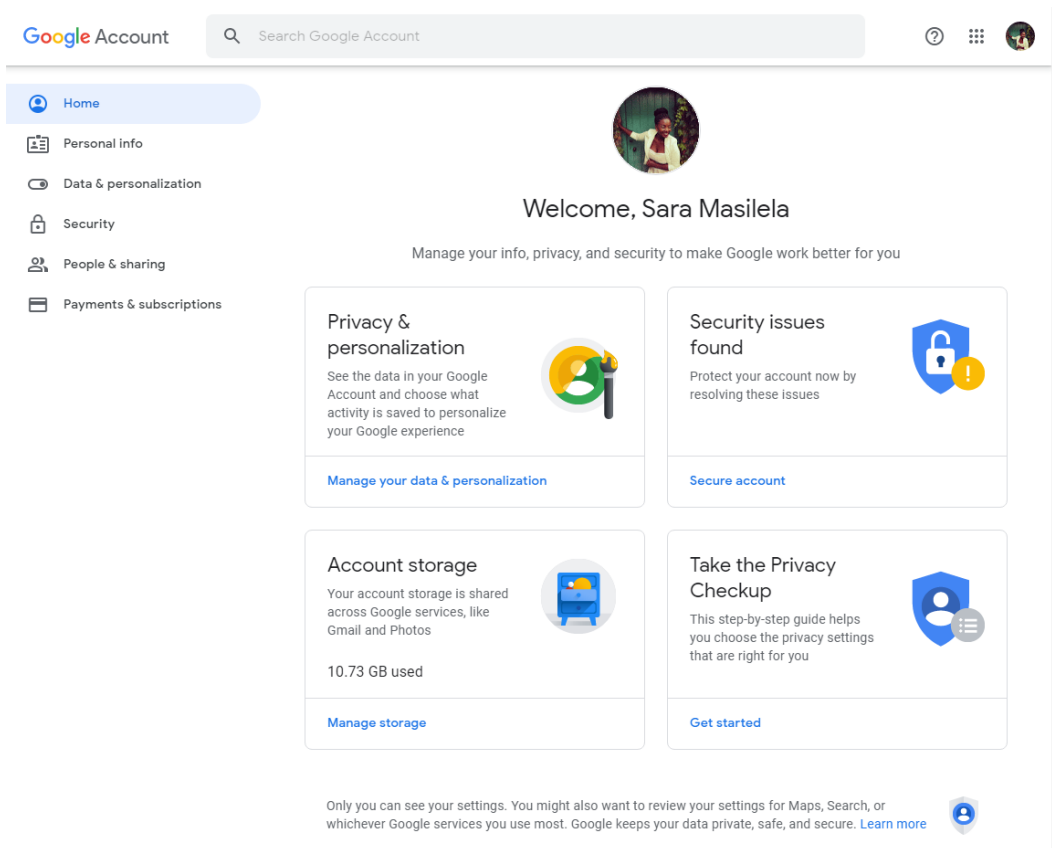 Google Account
Search Google Account
Home
Personal info
Data & personalization
Security
People & sharing
Payments & subscriptions
Welcome, Sara Masilela
Manage your info, privacy, and security to make Google work better for you
Privacy &
personalization
See the data in your Google
Account and choose what
activity is saved to personalize
your Google experience
Manage your data & personalization
Security issues
found
Protect your account now by
resolving these issues
Secure account
Account storage
Your account storage is shared
across Google services, like
Gmail and Photos
10.73 GB used
Manage storage
Take the Privacy
Checkup
This step-by-step guide helps
you choose the privacy settings
that are right for you
Get started
Only you can see your settings. You might also want to review your settings for Maps, Search, or
whichever Google services you use most. Google keeps your data private, safe, and secure. Learn more